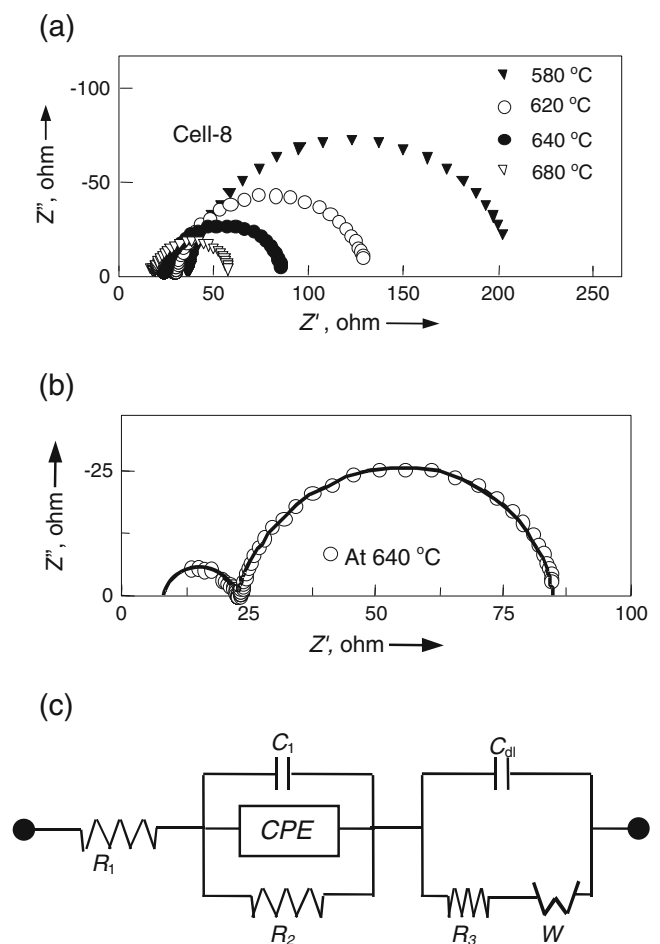 (a)
-100
-50
0
Z", ohm
Cell-8
580 °C
620 °C
640 °C
680 °C
0 50 100 150 200 250
Z' , ohm
(b)
-25
0
Z", ohm
At 640 °C
0 25 50 75 100
Z', ohm
(c)
C1 Cdl
CPE
R1
R2 R3 W